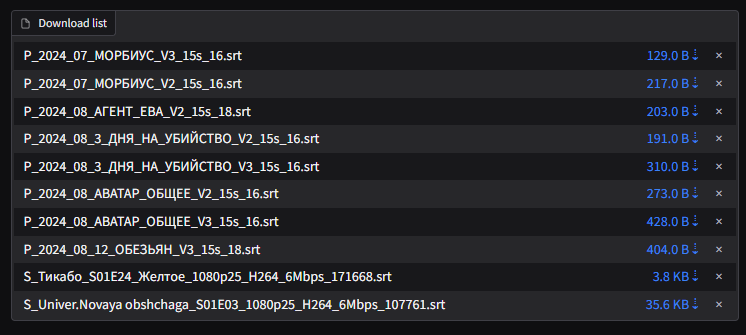 Download list
P_2024_07_МОРБИУС_V3_15s_16.srt 129.0 B ⇣ ×
P_2024_07_МОРБИУС_V2_15s_16.srt 217.0 B ⇣ ×
P_2024_08_АГЕНТ_ЕВА_V2_15s_18.srt 203.0 B ⇣ ×
P_2024_08_3_ДНЯ_НА_УБИЙСТВО_V2_15s_16.srt 191.0 B ⇣ ×
P_2024_08_3_ДНЯ_НА_УБИЙСТВО_V3_15s_16.srt 310.0 B ⇣ ×
P_2024_08_АВАТАР_ОБЩЕЕ_V2_15s_16.srt 273.0 B ⇣ ×
P_2024_08_АВАТАР_ОБЩЕЕ_V3_15s_16.srt 428.0 B ⇣ ×
P_2024_08_12_ОБЕЗЬЯН_V3_15s_18.srt 404.0 B ⇣ ×
S_Тикабо_S01E24_Желтое_1080p25_H264_6Mbps_171668.srt 3.8 KB ⇣ ×
S_Univer.Novaya obshchaga_S01E03_1080p25_H264_6Mbps_107761.srt 35.6 KB ⇣ ×